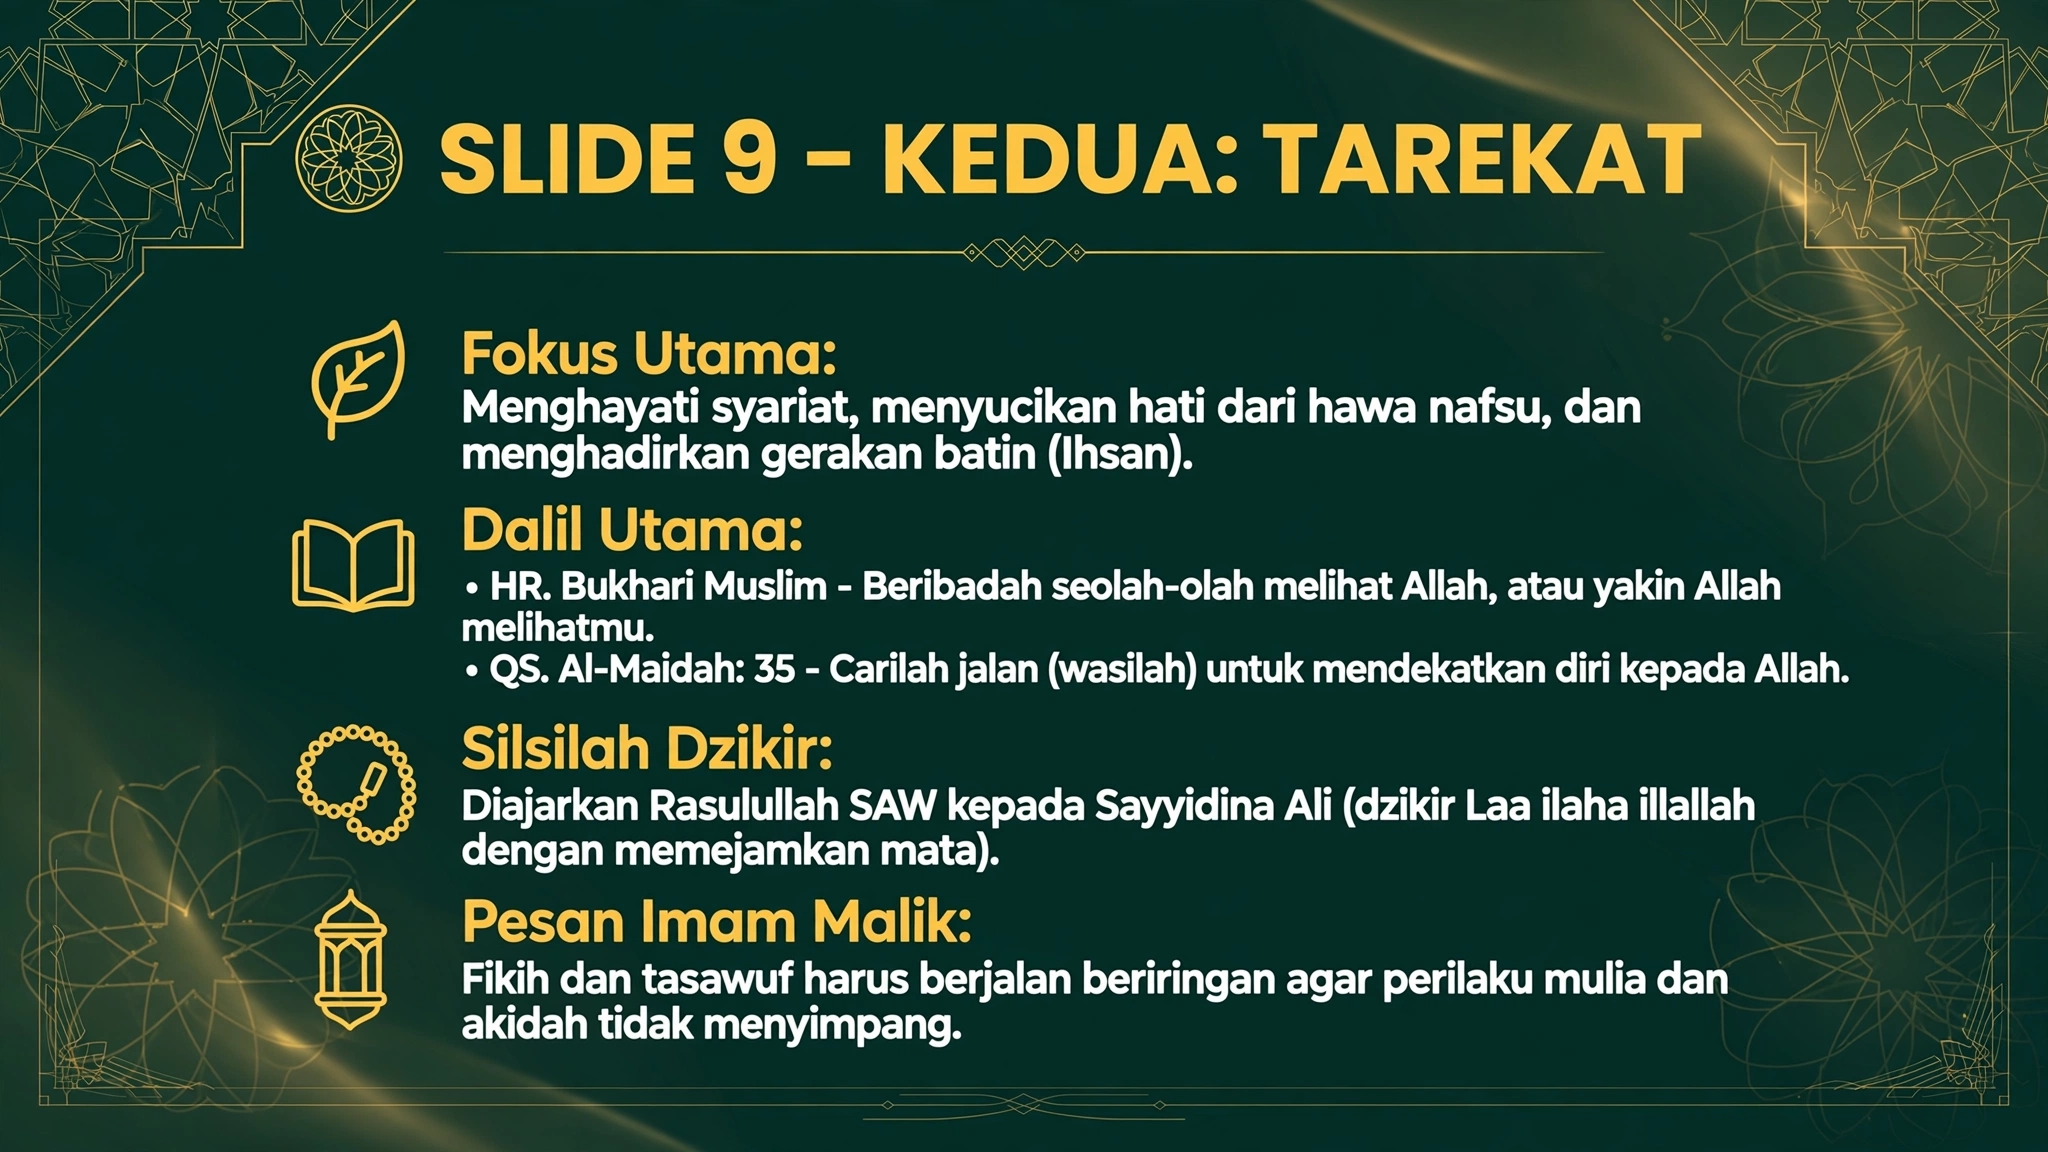 SLIDE 9 - KEDUA: TAREKAT
Fokus Utama:
Menghayati syariat, menyucikan hati dari hawa nafsu, dan
menghadirkan gerakan batin (Ihsan).
Dalil Utama:
• HR. Bukhari Muslim - Beribadah seolah-olah melihat Allah, atau yakin Allah
melihatmu.
• QS. Al-Maidah: 35 - Carilah jalan (wasilah) untuk mendekatkan diri kepada Allah.
Silsilah Dzikir:
Diajarkan Rasulullah SAW kepada Sayyidina Ali (dzikir Laa ilaha illallah
dengan memejamkan mata).
Pesan Imam Malik:
Fikih dan tasawuf harus berjalan beriringan agar perilaku mulia dan
akidah tidak menyimpang.